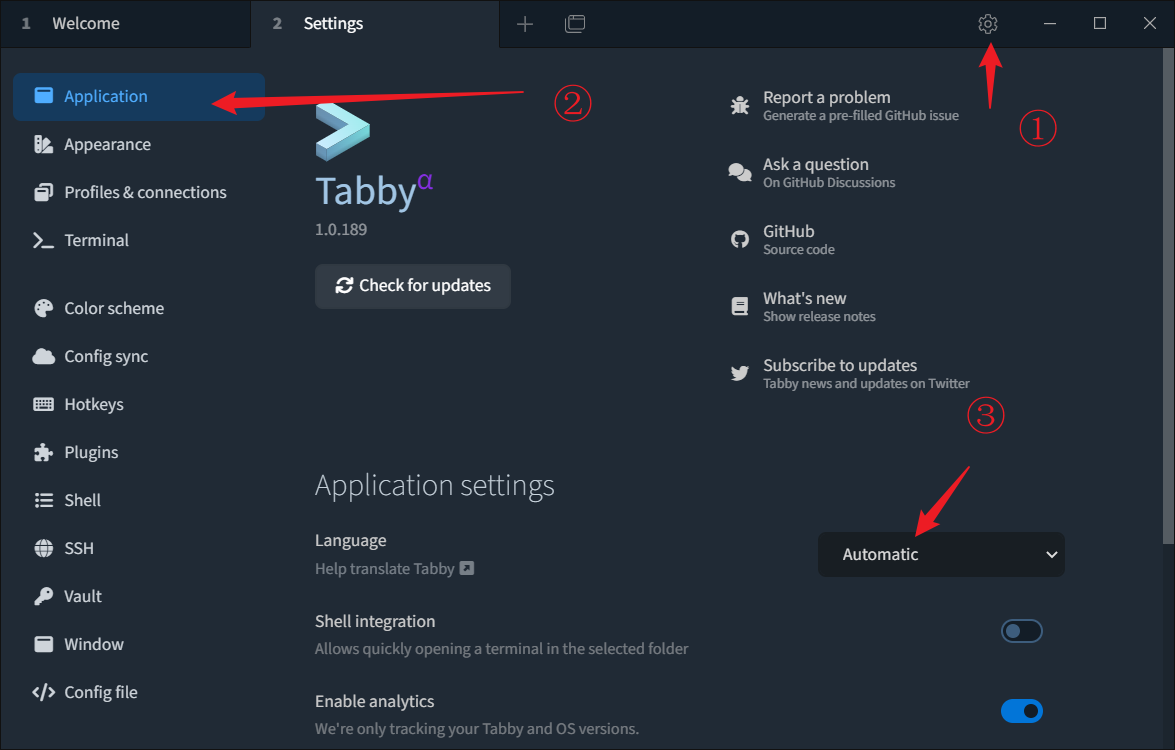 1 Welcome
2 Settings
①
Application
②
Appearance
Profiles & connections
Terminal
Color scheme
Config sync
Hotkeys
Plugins
Shell
SSH
Vault
Window
Config file
Tabbyα
1.0.189
Check for updates
Report a problem
Generate a pre-filled GitHub issue
Ask a question
On GitHub Discussions
GitHub
Source code
What's new
Show release notes
Subscribe to updates
Tabby news and updates on Twitter
③
Application settings
Language
Help translate Tabby
Automatic
Shell integration
Allows quickly opening a terminal in the selected folder
Enable analytics
We're only tracking your Tabby and OS versions.